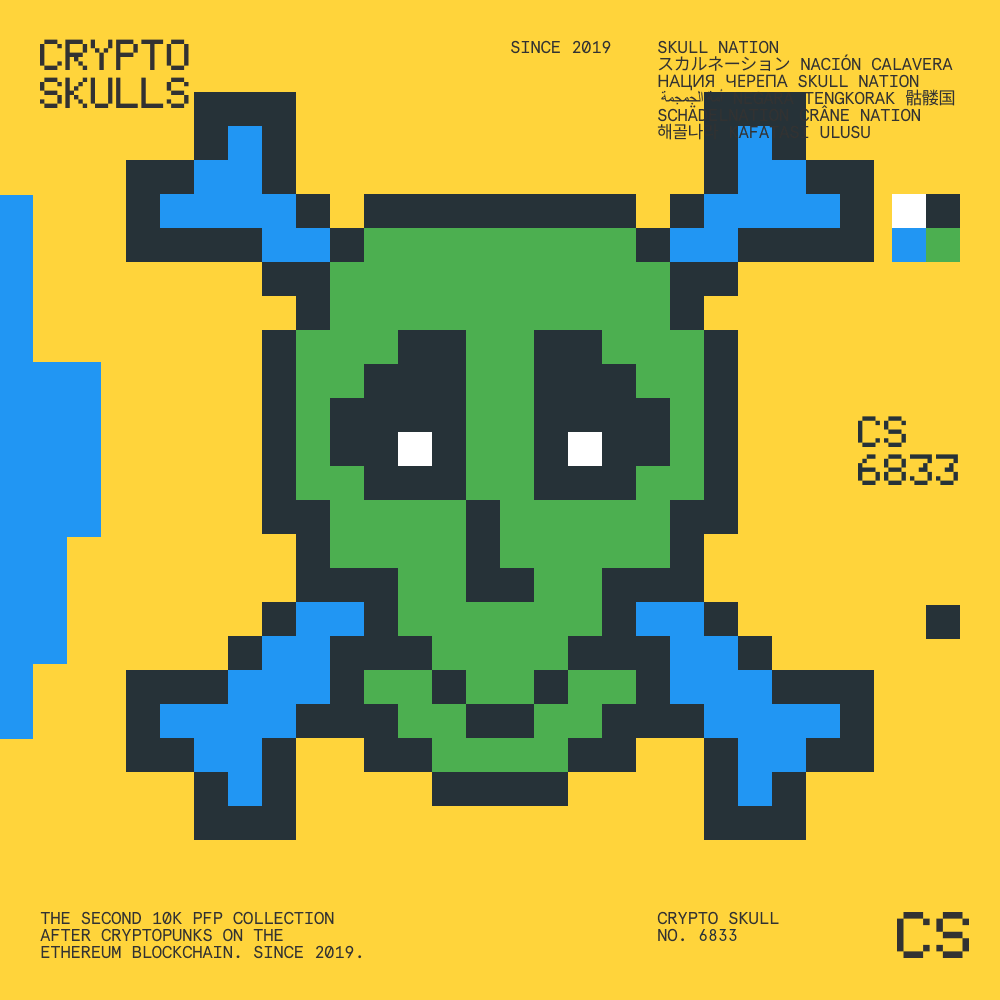 CRYPTO
SKULLS
SINCE 2019
SKULL NATION
スカルネーション NACIÓN CALAVERA
НАЦИЯ ЧЕРЕПА SKULL NATION
الجمجمة TENGKORAK 骷髅国
CRÂNE NATION
ULUSU
CS
6833
THE SECOND 10K PFP COLLECTION
AFTER CRYPTOPUNKS ON THE
ETHEREUM BLOCKCHAIN. SINCE 2019.
CRYPTO SKULL
NO. 6833
CS